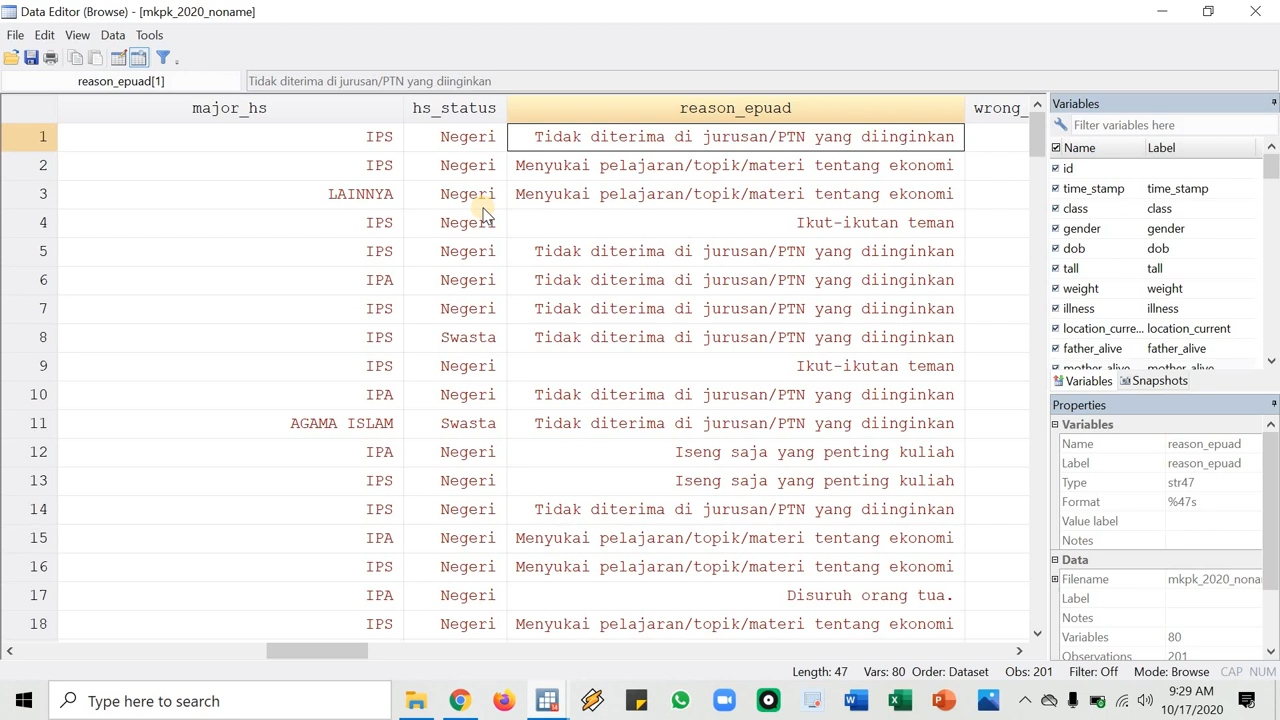 Data Editor (Browse) - [mkpk_2020_noname]
File Edit View Data Tools
reason_epuad[1] Tidak diterima di jurusan/PTN yang diinginkan
major_hs hs_status reason_epuad wrong_
1 IPS Negeri Tidak diterima di jurusan/PTN yang diinginkan
2 IPS Negeri Menyukai pelajaran/topik/materi tentang ekonomi
3 LAINNYA Negeri Menyukai pelajaran/topik/materi tentang ekonomi
4 IPS Negeri Ikut-ikutan teman
5 IPS Negeri Tidak diterima di jurusan/PTN yang diinginkan
6 IPA Negeri Tidak diterima di jurusan/PTN yang diinginkan
7 IPS Negeri Tidak diterima di jurusan/PTN yang diinginkan
8 IPS Swasta Tidak diterima di jurusan/PTN yang diinginkan
9 IPS Negeri Ikut-ikutan teman
10 IPA Negeri Tidak diterima di jurusan/PTN yang diinginkan
11 AGAMA ISLAM Swasta Tidak diterima di jurusan/PTN yang diinginkan
12 IPA Negeri Iseng saja yang penting kuliah
13 IPS Negeri Iseng saja yang penting kuliah
14 IPS Negeri Tidak diterima di jurusan/PTN yang diinginkan
15 IPA Negeri Menyukai pelajaran/topik/materi tentang ekonomi
16 IPS Negeri Menyukai pelajaran/topik/materi tentang ekonomi
17 IPA Negeri Disuruh orang tua.
18 IPS Negeri Menyukai pelajaran/topik/materi tentang ekonomi
Variables
Filter variables here
Name Label
id
time_stamp time_stamp
class class
gender gender
dob dob
tall tall
weight weight
illness illness
location_curre... location_current
father_alive father_alive
mother_alive mother_alive
Variables Snapshots
Properties
Variables
Name reason_epuad
Label reason_epuad
Type str47
Format %47s
Value label
Notes
Data
Filename mkpk_2020_nona
Label
Notes
Variables 80
Observations 201
Length: 47 Vars: 80 Order: Dataset Obs: 201 Filter: Off Mode: Browse CAP NUM
Type here to search
9:29 AM
10/17/2020